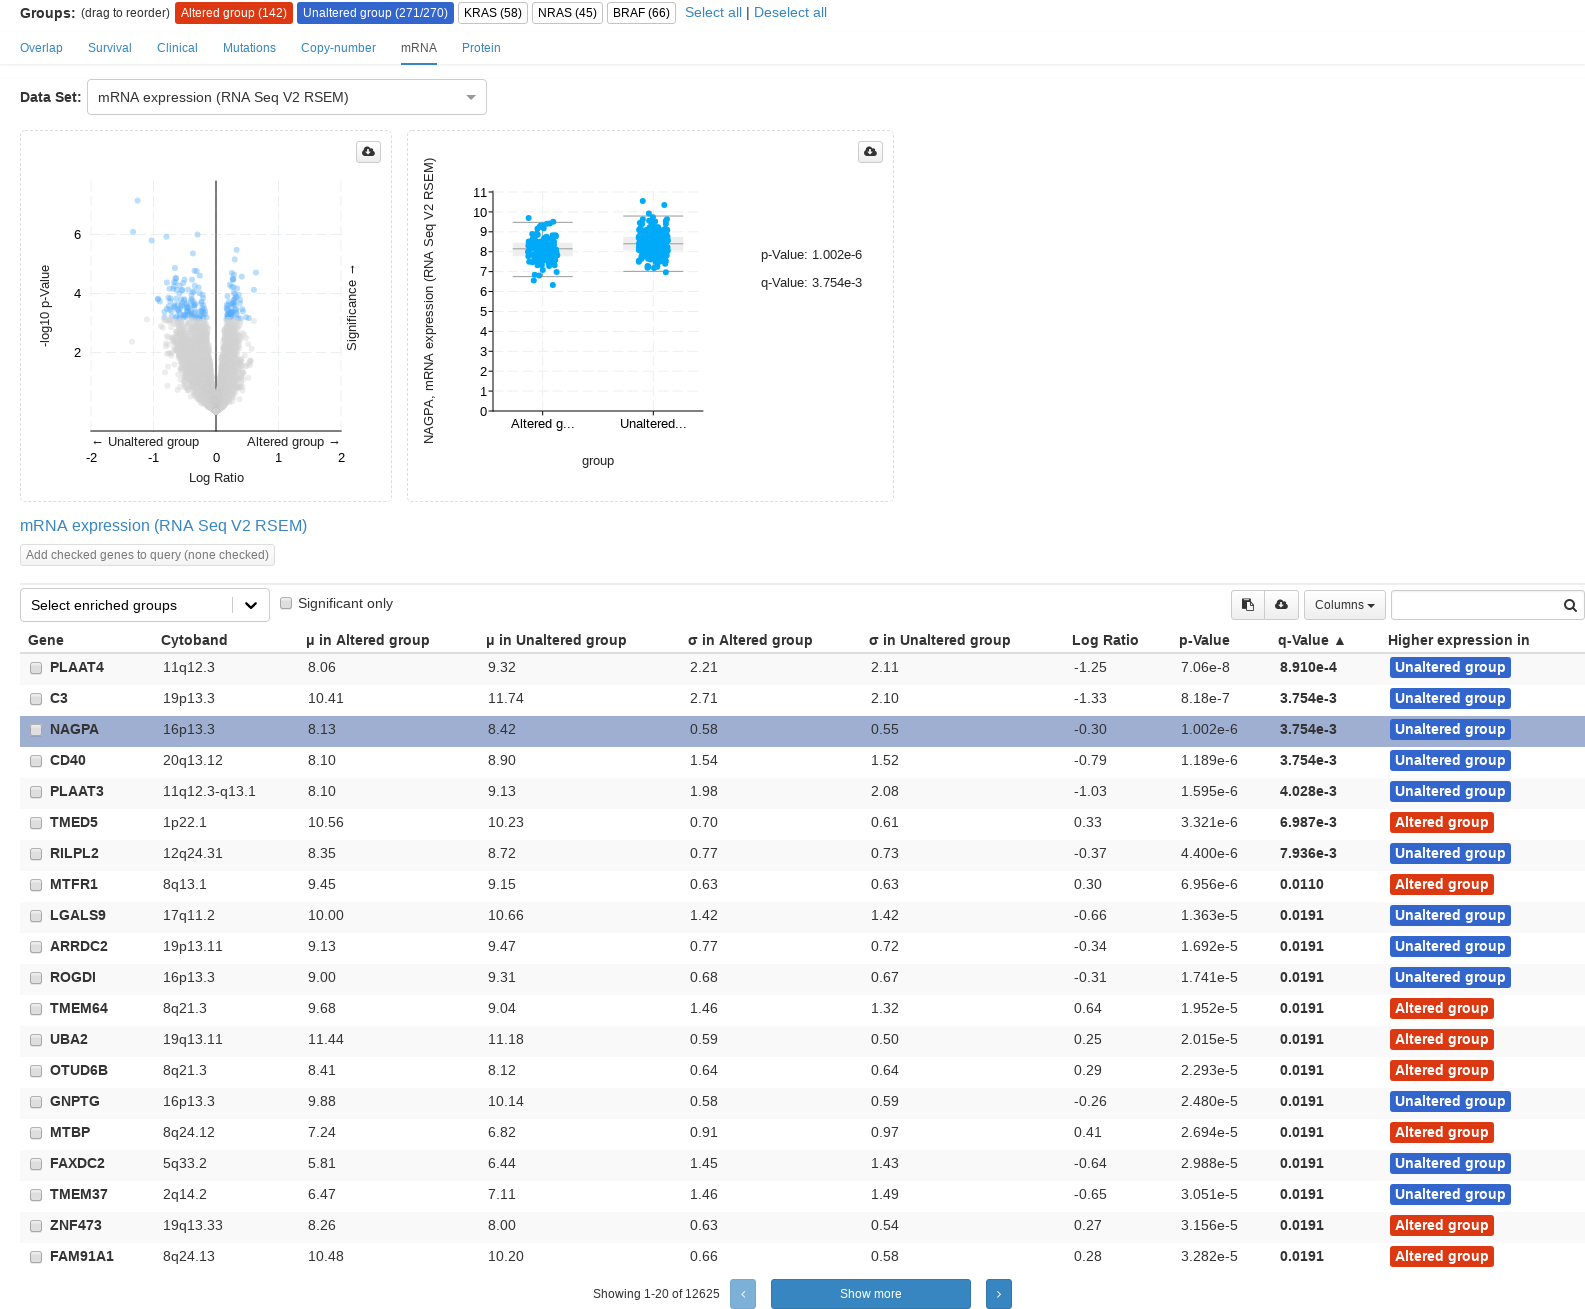 Groups: (drag to reorder) Altered group (142) Unaltered group (271/270) KRAS (58) NRAS (45) BRAF (66) Select all | Deselect all
Overlap Survival Clinical Mutations Copy-number mRNA Protein
Data Set: mRNA expression (RNA Seq V2 RSEM)
-log10 p-Value
6
4
2
Significance →
← Unaltered group Altered group →
-2 -1 0 1 2
Log Ratio
NAGPA, mRNA expression (RNA Seq V2 RSEM)
11
10
9
8
7
6
5
4
3
2
1
0
Altered g... Unaltered...
group
p-Value: 1.002e-6
q-Value: 3.754e-3
mRNA expression (RNA Seq V2 RSEM)
Add checked genes to query (none checked)
Select enriched groups Significant only Columns
Gene Cytoband μ in Altered group μ in Unaltered group σ in Altered group σ in Unaltered group Log Ratio p-Value q-Value ▲ Higher expression in
PLAAT4 11q12.3 8.06 9.32 2.21 2.11 -1.25 7.06e-8 8.910e-4 Unaltered group
C3 19p13.3 10.41 11.74 2.71 2.10 -1.33 8.18e-7 3.754e-3 Unaltered group
NAGPA 16p13.3 8.13 8.42 0.58 0.55 -0.30 1.002e-6 3.754e-3 Unaltered group
CD40 20q13.12 8.10 8.90 1.54 1.52 -0.79 1.189e-6 3.754e-3 Unaltered group
PLAAT3 11q12.3-q13.1 8.10 9.13 1.98 2.08 -1.03 1.595e-6 4.028e-3 Unaltered group
TMED5 1p22.1 10.56 10.23 0.70 0.61 0.33 3.321e-6 6.987e-3 Altered group
RILPL2 12q24.31 8.35 8.72 0.77 0.73 -0.37 4.400e-6 7.936e-3 Unaltered group
MTFR1 8q13.1 9.45 9.15 0.63 0.63 0.30 6.956e-6 0.0110 Altered group
LGALS9 17q11.2 10.00 10.66 1.42 1.42 -0.66 1.363e-5 0.0191 Unaltered group
ARRDC2 19p13.11 9.13 9.47 0.77 0.72 -0.34 1.692e-5 0.0191 Unaltered group
ROGDI 16p13.3 9.00 9.31 0.68 0.67 -0.31 1.741e-5 0.0191 Unaltered group
TMEM64 8q21.3 9.68 9.04 1.46 1.32 0.64 1.952e-5 0.0191 Altered group
UBA2 19q13.11 11.44 11.18 0.59 0.50 0.25 2.015e-5 0.0191 Altered group
OTUD6B 8q21.3 8.41 8.12 0.64 0.64 0.29 2.293e-5 0.0191 Altered group
GNPTG 16p13.3 9.88 10.14 0.58 0.59 -0.26 2.480e-5 0.0191 Unaltered group
MTBP 8q24.12 7.24 6.82 0.91 0.97 0.41 2.694e-5 0.0191 Altered group
FAXDC2 5q33.2 5.81 6.44 1.45 1.43 -0.64 2.988e-5 0.0191 Unaltered group
TMEM37 2q14.2 6.47 7.11 1.46 1.49 -0.65 3.051e-5 0.0191 Unaltered group
ZNF473 19q13.33 8.26 8.00 0.63 0.54 0.27 3.156e-5 0.0191 Altered group
FAM91A1 8q24.13 10.48 10.20 0.66 0.58 0.28 3.282e-5 0.0191 Altered group
Showing 1-20 of 12625 ‹ Show more ›